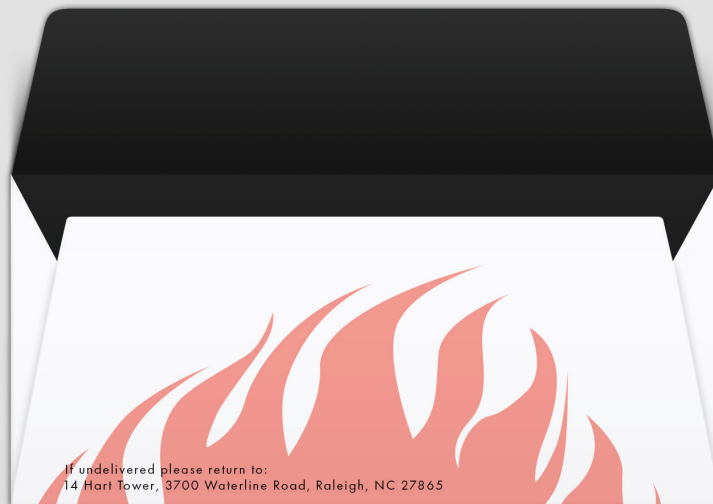 If undelivered please return to:
14 Hart Tower, 3700 Waterline Road, Raleigh, NC 27865